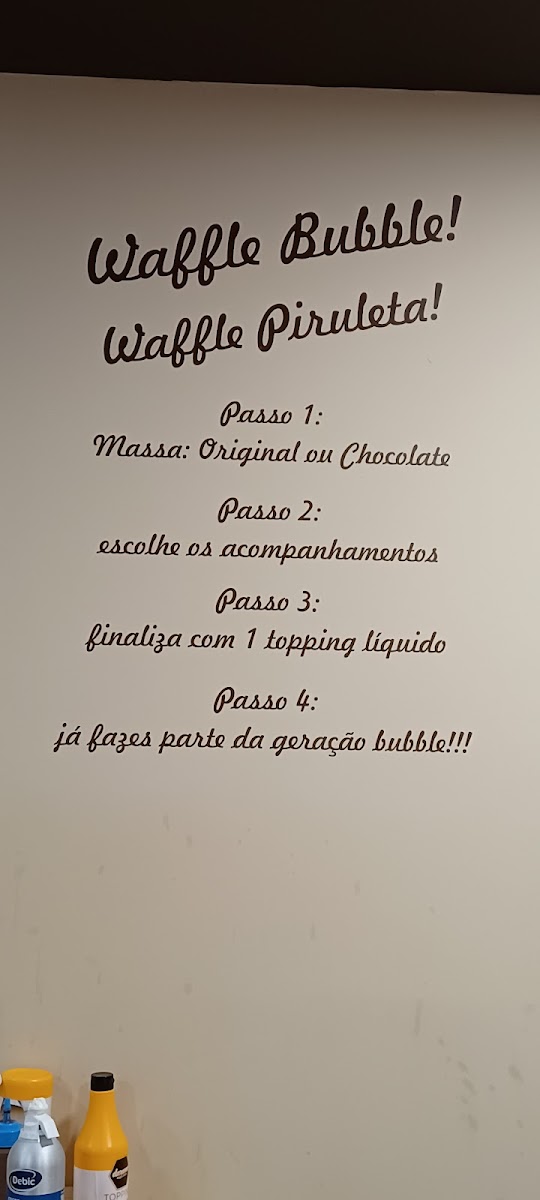 Waffle Bubble!
Waffle Piruleta!
Passo 1:
Massa: Original ou Chocolate
Passo 2:
escolhe os acompanhamentos
Passo 3:
finaliza com 1 topping líquido
Passo 4:
já fazes parte da geração bubble!!!
Debic